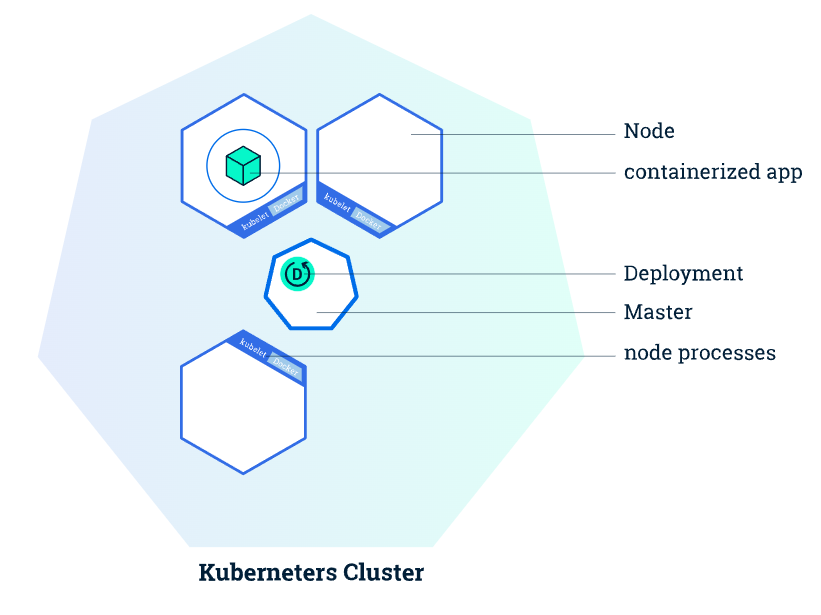 Node
containerized app
kubelet Docker
kubelet Docker
D
Deployment
Master
kubelet Docker
node processes
Kuberneters Cluster